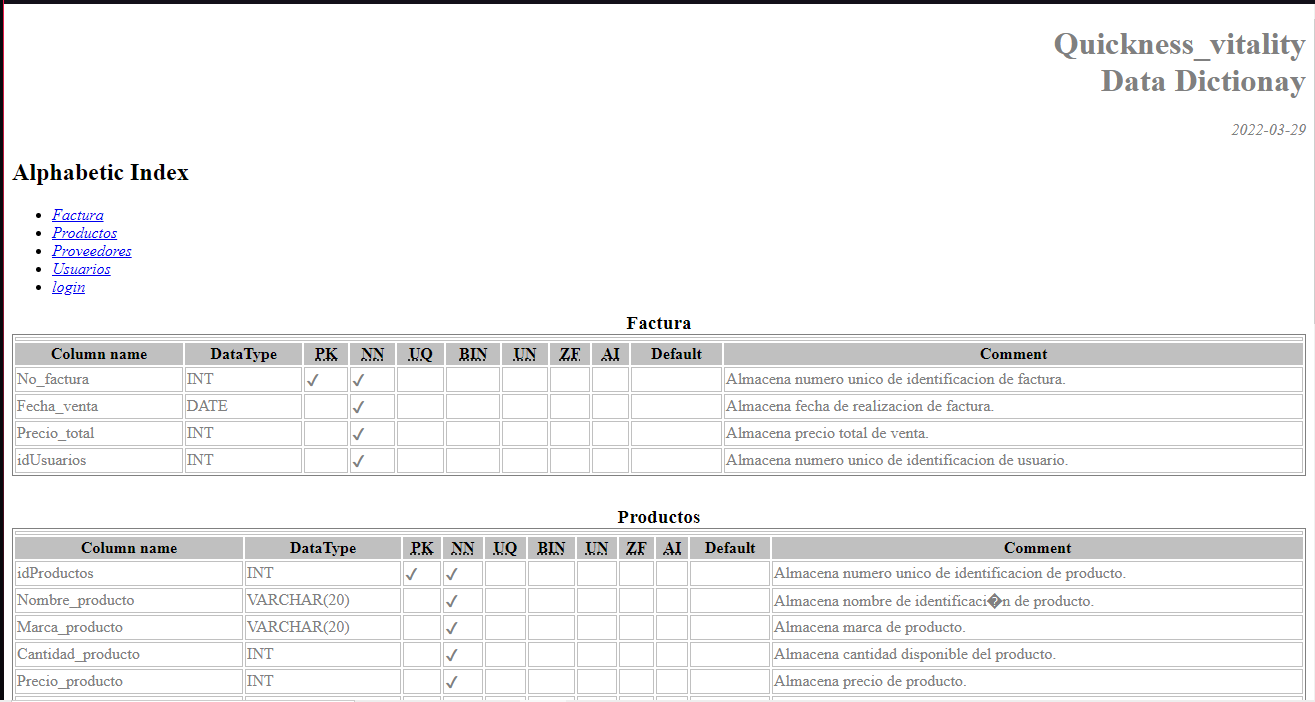 Quickness_vitality
Data Dictionay
2022-03-29
Alphabetic Index
• Factura
• Productos
• Proveedores
• Usuarios
• login
Factura
Column name DataType PK NN UQ BIN UN ZF AI Default Comment
No_factura INT ✓ ✓ Almacena numero unico de identificacion de factura.
Fecha_venta DATE ✓ Almacena fecha de realizacion de factura.
Precio_total INT ✓ Almacena precio total de venta.
idUsuarios INT ✓ Almacena numero unico de identificacion de usuario.
Productos
Column name DataType PK NN UQ BIN UN ZF AI Default Comment
idProductos INT ✓ ✓ Almacena numero unico de identificacion de producto.
Nombre_producto VARCHAR(20) ✓ Almacena nombre de identificaci�n de producto.
Marca_producto VARCHAR(20) ✓ Almacena marca de producto.
Cantidad_producto INT ✓ Almacena cantidad disponible del producto.
Precio_producto INT ✓ Almacena precio de producto.